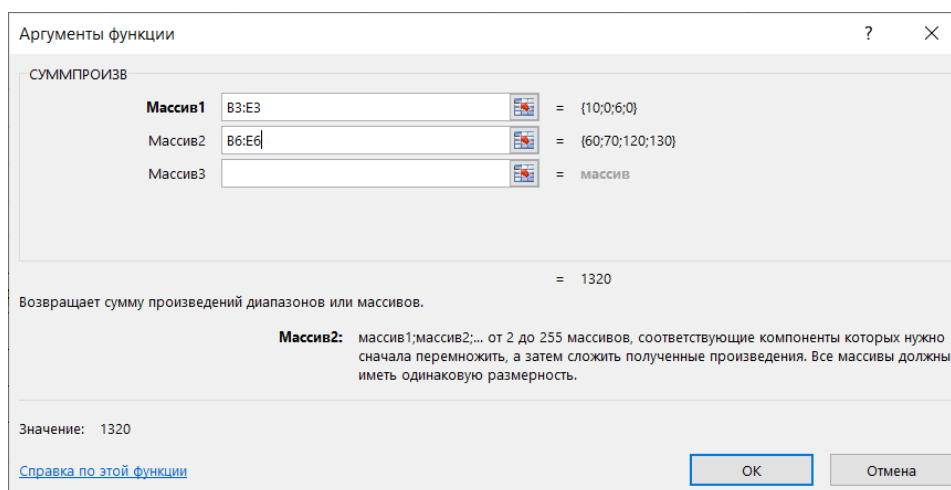 Аргументы функции ? ×
СУММПРОИЗВ
Массив1 B3:E3 = {10;0;6;0}
Массив2 B6:E6 = {60;70;120;130}
Массив3 = массив
= 1320
Возвращает сумму произведений диапазонов или массивов.
Массив2: массив1;массив2;... от 2 до 255 массивов, соответствующие компоненты которых нужно
сначала перемножить, а затем сложить полученные произведения. Все массивы должны
иметь одинаковую размерность.
Значение: 1320
Справка по этой функции ОК Отмена